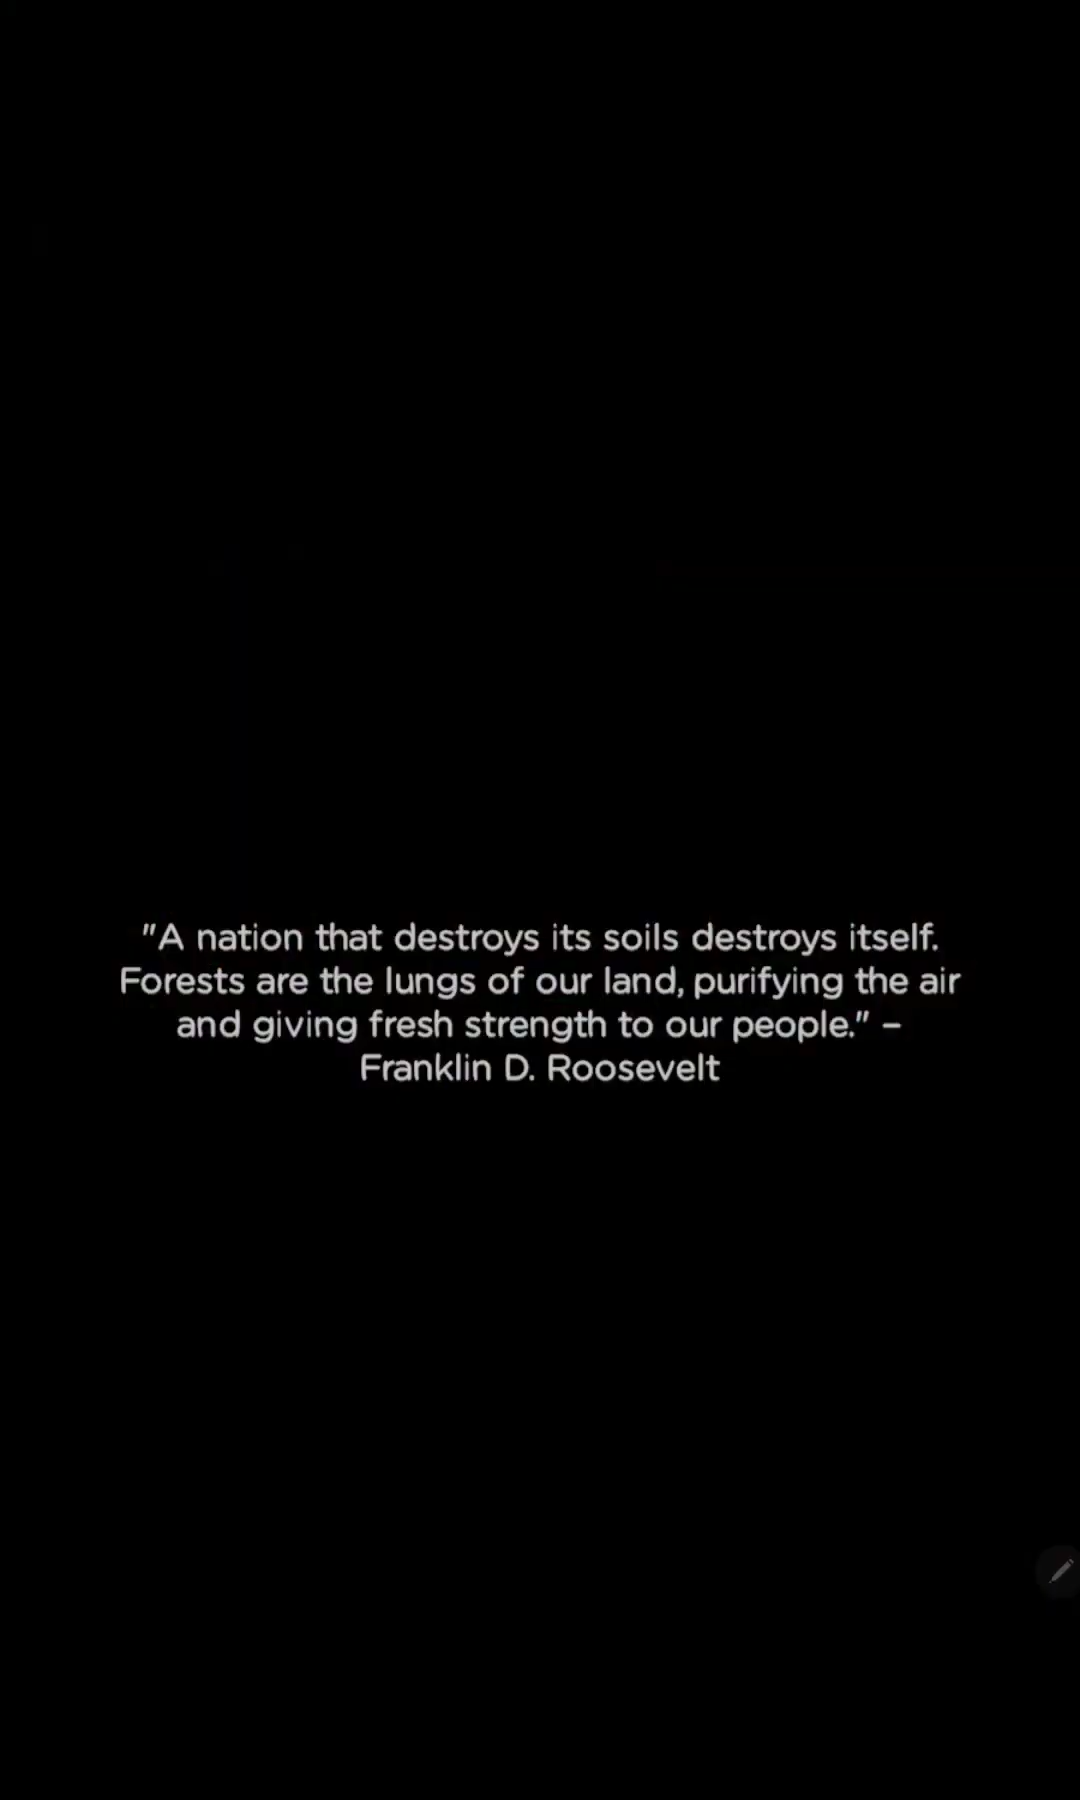 "A nation that destroys its soils destroys itself.
Forests are the lungs of our land, purifying the air
and giving fresh strength to our people." –
Franklin D. Roosevelt